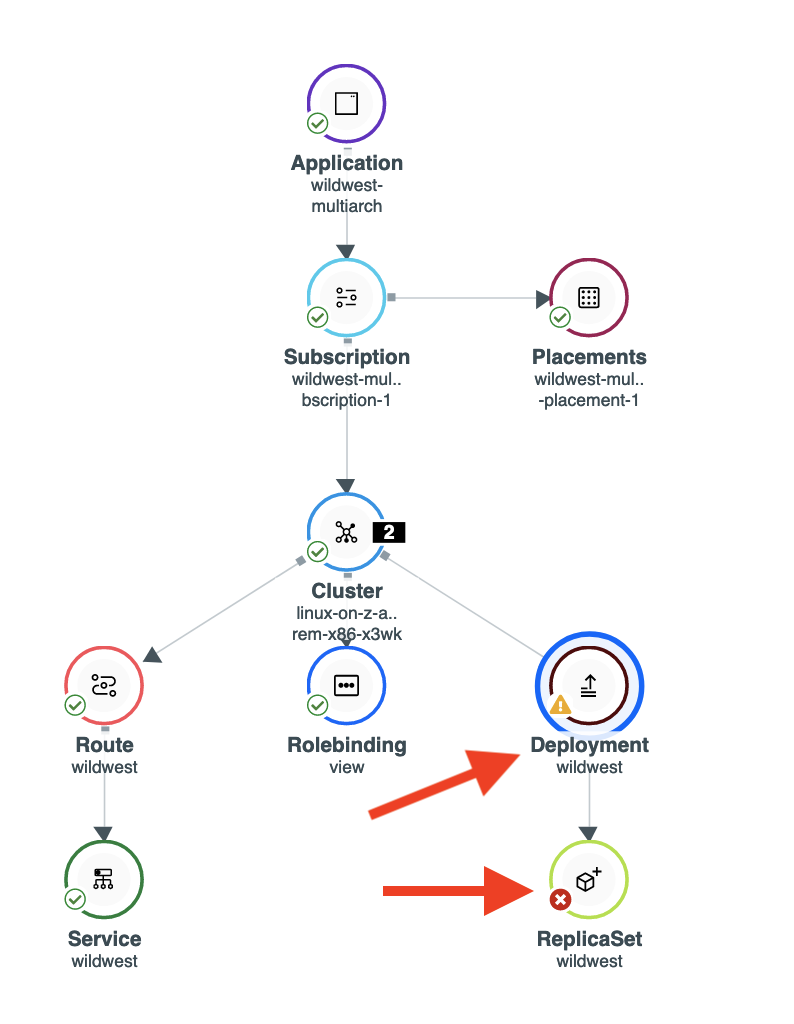 Application
wildwest-
multiarch
Subscription
wildwest-mul..
bscription-1
Placements
wildwest-mul..
-placement-1
2
Cluster
linux-on-z-a..
rem-x86-x3wk
Route
wildwest
Rolebinding
view
Deployment
wildwest
Service
wildwest
ReplicaSet
wildwest